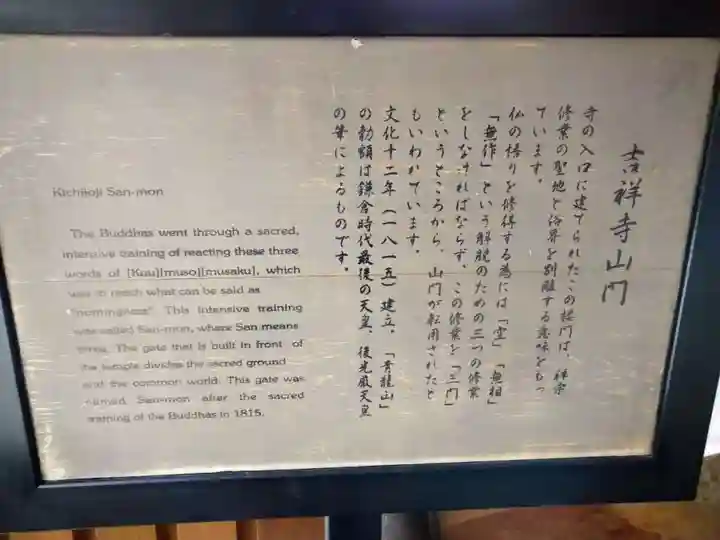 吉祥寺山門
寺の入口に建てられたこの楼門は、禅宗
修業の聖地と俗界を別離する意味をもっ
ています。
仏の悟りを修得する為には「空」「無相」
「無作」という解脱のための三つの修業
をしなければならず、この修業を「三門」
というところから、山門が転用されたと
もいわれています。
文化十二年(一八一五)建立。「青龍山」
の勅額は鎌倉時代最後の天皇、後光厳天皇
の筆によるものです。
Kichijoji San-mon
The Buddhas went through a sacred,
intensive training of reacting these three
words of [Kuu][muso][musaku], which
was to reach what can be said as
"nothingness". This intensive training
was called San-mon, where San means
three. The gate that is built in front of
the temple divides the sacred ground
and the common world. This gate was
named San-mon after the sacred
training of the Buddhas in 1815.